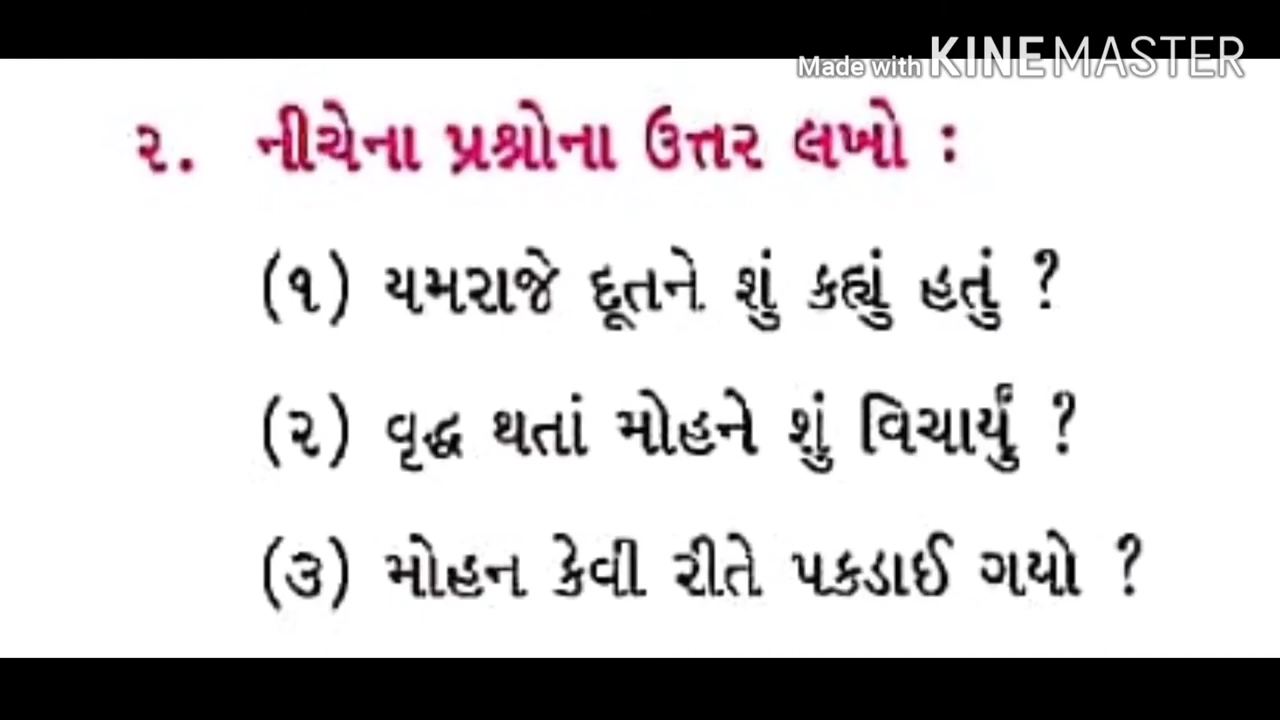 Made with KINEMASTER
૨. નીચેના પ્રશ્નોના ઉત્તર લખો :
(૧) યમરાજે દૂતને શું કહ્યું હતું ?
(૨) વૃદ્ધ થતાં મોહને શું વિચાર્યું ?
(૩) મોહન કેવી રીતે પકડાઈ ગયો ?